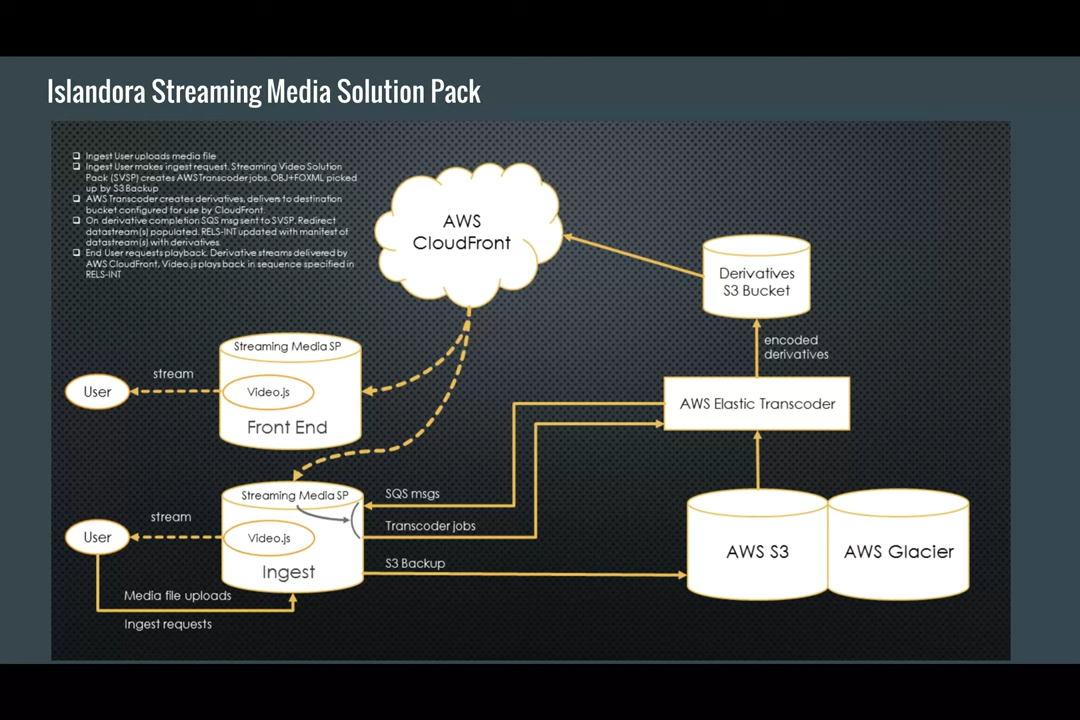 Islandora Streaming Media Solution Pack
Ingest User uploads media file
Ingest User makes ingest request. Streaming Video Solution
Pack (SVSP) creates AWS Transcoder jobs. OBJ+FOXML picked
up by S3 Backup
AWS Transcoder creates derivatives, delivers to destination
bucket configured for use by CloudFront.
On derivative completion SQS msg sent to SVSP. Redirect
datastream(s) populated. RELS-INT updated with manifest of
datastream(s) with derivatives.
End User requests playback. Derivative streams delivered by
AWS CloudFront, Video.js plays back in sequence specified in
RELS-INT
AWS
CloudFront
Derivatives
S3 Bucket
encoded
derivatives
Streaming Media SP
stream
User
Video.js
Front End
AWS Elastic Transcoder
Streaming Media SP
SQS msgs
stream
Transcoder jobs
User
Video.js
Ingest
S3 Backup
AWS S3
AWS Glacier
Media file uploads
Ingest requests